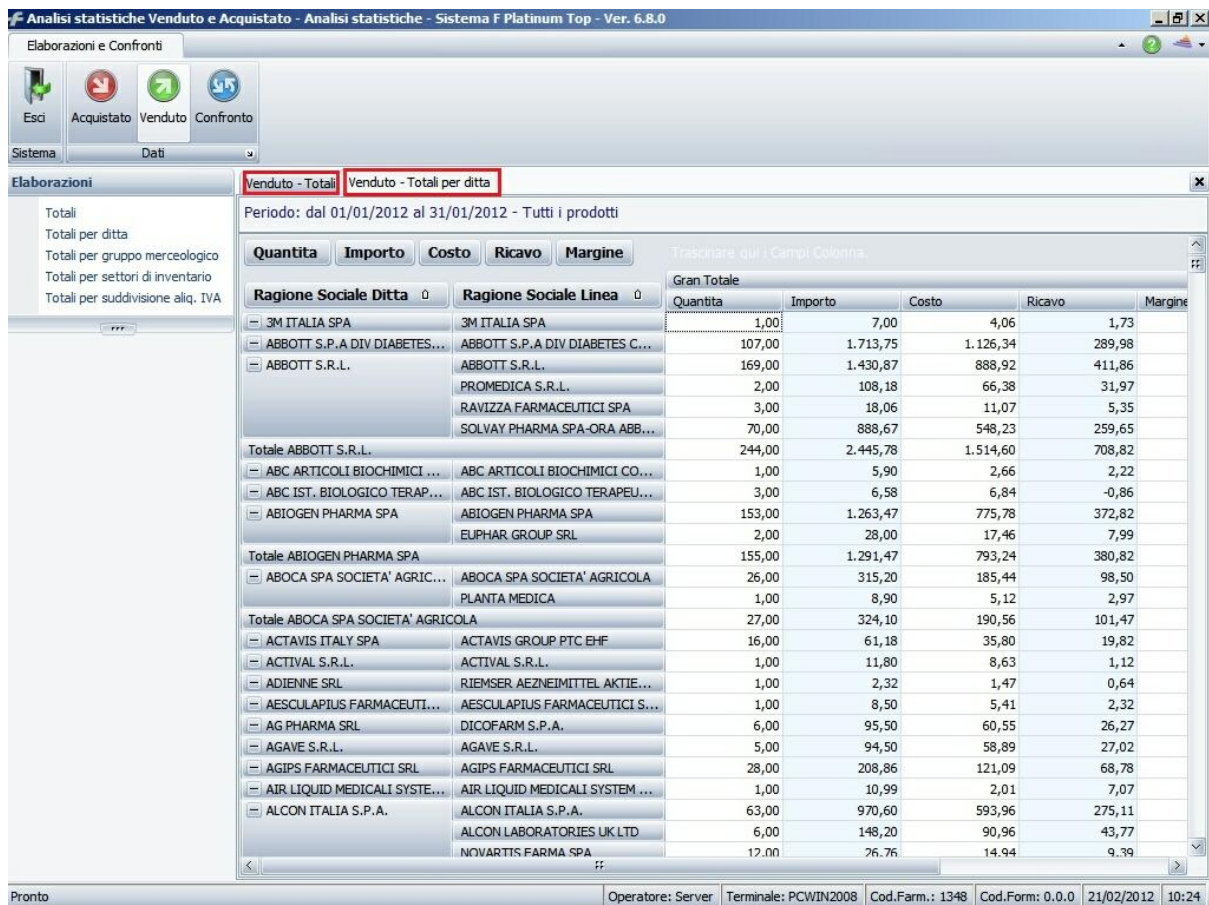 Analisi statistiche Venduto e Acquistato - Analisi statistiche - Sistema F Platinum Top - Ver. 6.8.0
Elaborazioni e Confronti
Esci Acquistato Venduto Confronto
Sistema Dati
Elaborazioni
Totali
Totali per ditta
Totali per gruppo merceologico
Totali per settori di inventario
Totali per suddivisione aliq. IVA
Venduto - Totali Venduto - Totali per ditta
Periodo: dal 01/01/2012 al 31/01/2012 - Tutti i prodotti
Quantita Importo Costo Ricavo Margine Trascinare qui i Campi Colonna.
Gran Totale
Ragione Sociale Ditta Ragione Sociale Linea Quantita Importo Costo Ricavo Margine
3M ITALIA SPA 3M ITALIA SPA 1,00 7,00 4,06 1,73
ABBOTT S.P.A DIV DIABETES... ABBOTT S.P.A DIV DIABETES C... 107,00 1.713,75 1.126,34 289,98
ABBOTT S.R.L. ABBOTT S.R.L. 169,00 1.430,87 888,92 411,86
PROMEDICA S.R.L. 2,00 108,18 66,38 31,97
RAVIZZA FARMACEUTICI SPA 3,00 18,06 11,07 5,35
SOLVAY PHARMA SPA-ORA ABB... 70,00 888,67 548,23 259,65
Totale ABBOTT S.R.L. 244,00 2.445,78 1.514,60 708,82
ABC ARTICOLI BIOCHIMICI ... ABC ARTICOLI BIOCHIMICI CO... 1,00 5,90 2,66 2,22
ABC IST. BIOLOGICO TERAP... ABC IST. BIOLOGICO TERAPEU... 3,00 6,58 6,84 -0,86
ABIOGEN PHARMA SPA ABIOGEN PHARMA SPA 153,00 1.263,47 775,78 372,82
EUPHAR GROUP SRL 2,00 28,00 17,46 7,99
Totale ABIOGEN PHARMA SPA 155,00 1.291,47 793,24 380,82
ABOCA SPA SOCIETA' AGRIC... ABOCA SPA SOCIETA' AGRICOLA 26,00 315,20 185,44 98,50
PLANTA MEDICA 1,00 8,90 5,12 2,97
Totale ABOCA SPA SOCIETA' AGRICOLA 27,00 324,10 190,56 101,47
ACTAVIS ITALY SPA ACTAVIS GROUP PTC EHF 16,00 61,18 35,80 19,82
ACTIVAL S.R.L. ACTIVAL S.R.L. 1,00 11,80 8,63 1,12
ADIENNE SRL RIEMSER AEZNEIMITTEL AKTIE... 1,00 2,32 1,47 0,64
AESCULAPIUS FARMACEUTI... AESCULAPIUS FARMACEUTICI S... 1,00 8,50 5,41 2,32
AG PHARMA SRL DICOFARM S.P.A. 6,00 95,50 60,55 26,27
AGAVE S.R.L. AGAVE S.R.L. 5,00 94,50 58,89 27,02
AGIPS FARMACEUTICI SRL AGIPS FARMACEUTICI SRL 28,00 208,86 121,09 68,78
AIR LIQUID MEDICALI SYSTE... AIR LIQUID MEDICALI SYSTEM ... 1,00 10,99 2,01 7,07
ALCON ITALIA S.P.A. ALCON ITALIA S.P.A. 63,00 970,60 593,96 275,11
ALCON LABORATORIES UK LTD 6,00 148,20 90,96 43,77
NOVARTIS FARMA SPA 12,00 26,76 14,94 9,39
Pronto Operatore: Server Terminale: PCWIN2008 Cod.Farm.: 1348 Cod.Form: 0.0.0 21/02/2012 10:24